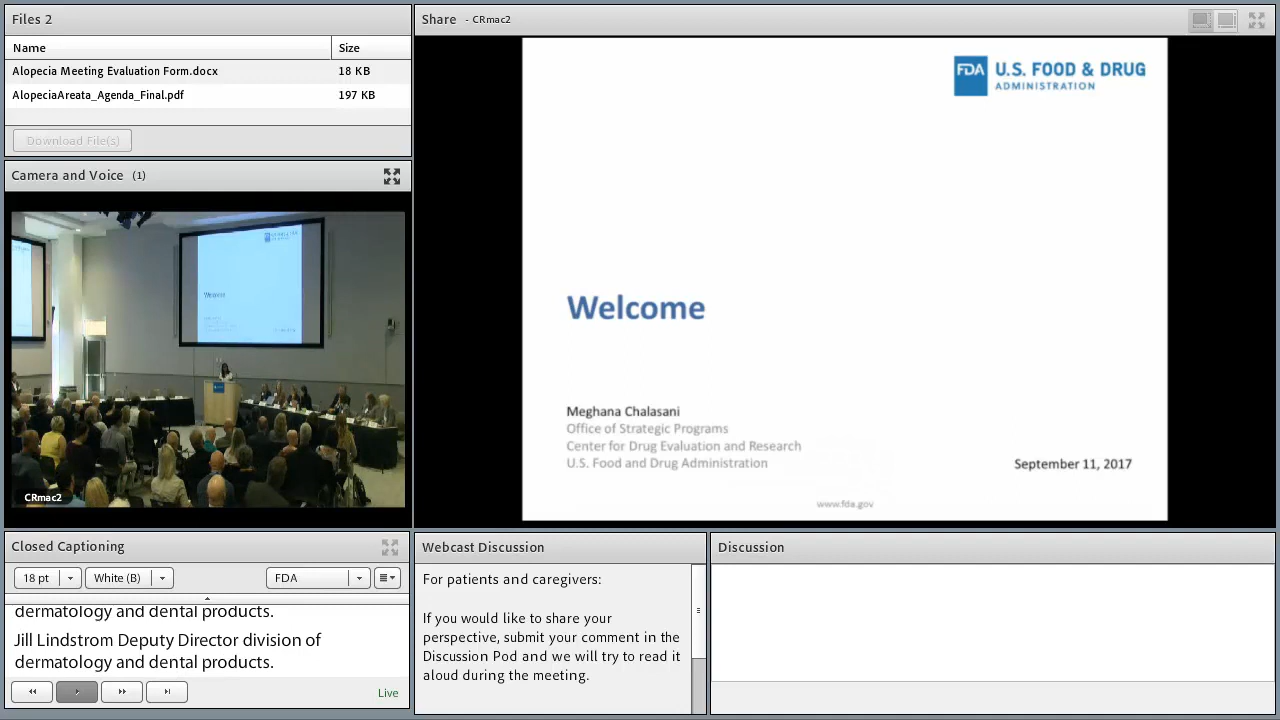 Files 2
Name
Size
Alopecia Meeting Evaluation Form.docx
18 KB
AlopeciaAreata_Agenda_Final.pdf
197 KB
Download File(s)
Camera and Voice (1)
Welcome
CRmac2
Share - CRmac2
FDA
U.S. FOOD & DRUG
ADMINISTRATION
Welcome
Meghana Chalasani
Office of Strategic Programs
Center for Drug Evaluation and Research
U.S. Food and Drug Administration
September 11, 2017
www.fda.gov
Closed Captioning
18 pt
White (B)
FDA
dermatology and dental products.
Jill Lindstrom Deputy Director division of
dermatology and dental products.
Live
Webcast Discussion
For patients and caregivers:
If you would like to share your
perspective, submit your comment in the
Discussion Pod and we will try to read it
aloud during the meeting.
Discussion